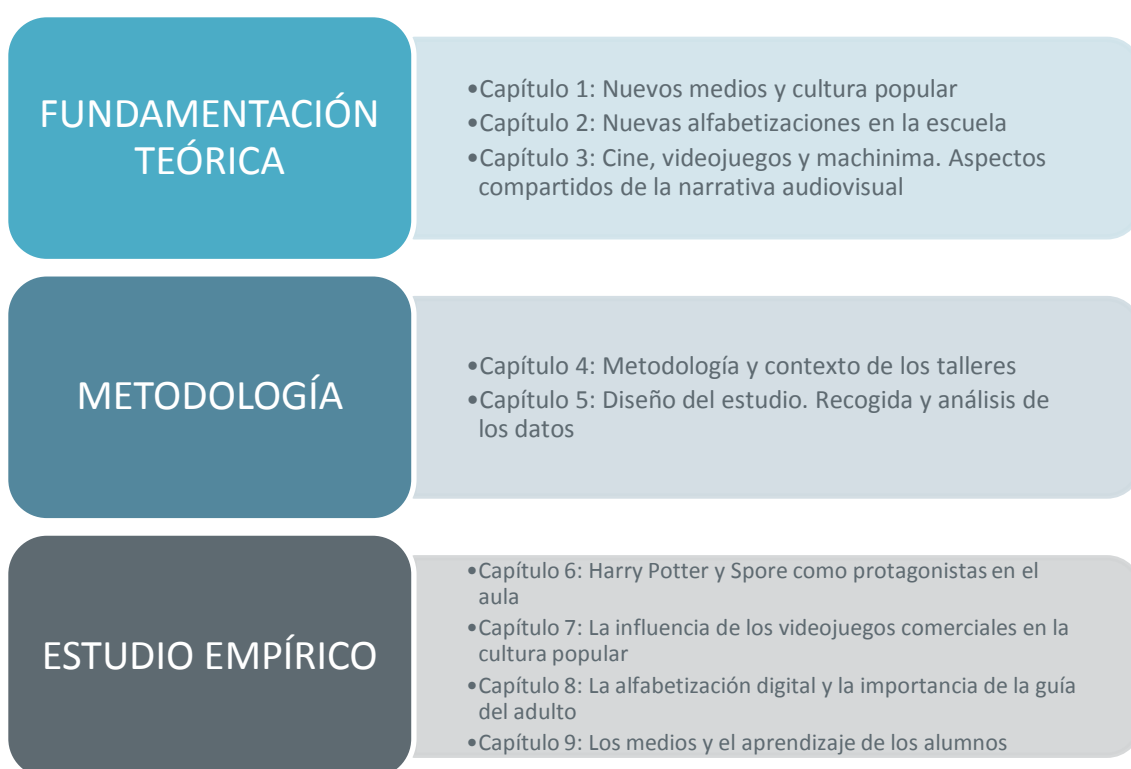 FUNDAMENTACIÓN
TEÓRICA
•Capítulo 1: Nuevos medios y cultura popular
•Capítulo 2: Nuevas alfabetizaciones en la escuela
•Capítulo 3: Cine, videojuegos y machinima. Aspectos
compartidos de la narrativa audiovisual
METODOLOGÍA
•Capítulo 4: Metodología y contexto de los talleres
•Capítulo 5: Diseño del estudio. Recogida y análisis de
los datos
ESTUDIO EMPÍRICO
•Capítulo 6: Harry Potter y Spore como protagonistas en el
aula
•Capítulo 7: La influencia de los videojuegos comerciales en la
cultura popular
•Capítulo 8: La alfabetización digital y la importancia de la guía
del adulto
•Capítulo 9: Los medios y el aprendizaje de los alumnos